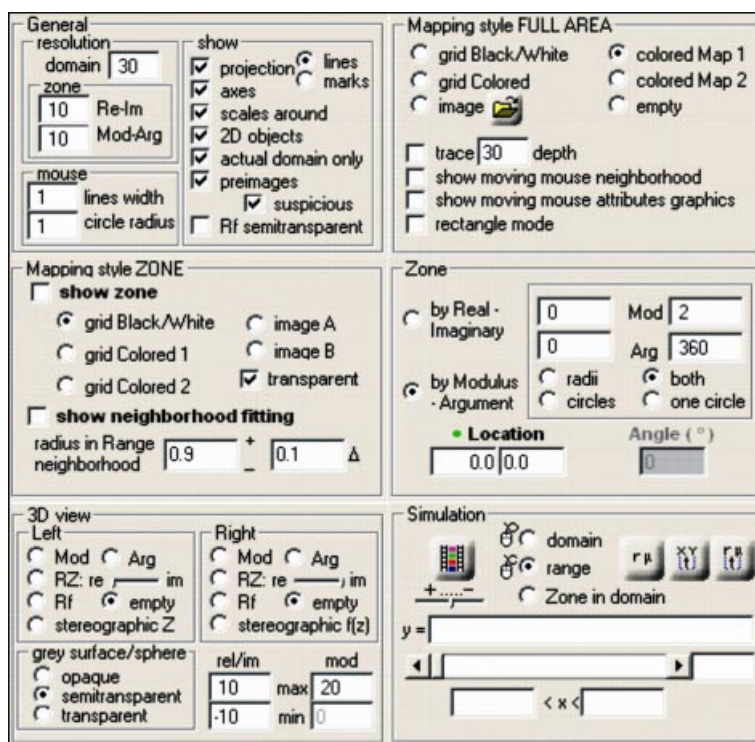 General
resolution
domain 30
zone
10 Re-Im
10 Mod-Arg
mouse
1 lines width
1 circle radius
show
projection
lines
marks
axes
scales around
2D objects
actual domain only
preimages
suspicious
Rf semitransparent
Mapping style FULL AREA
grid Black/White
colored Map 1
grid Colored
colored Map 2
image
empty
trace 30 depth
show moving mouse neighborhood
show moving mouse attributes graphics
rectangle mode
Mapping style ZONE
show zone
grid Black/White
image A
grid Colored 1
image B
grid Colored 2
transparent
show neighborhood fitting
radius in Range
neighborhood
0.9 + – 0.1 Δ
Zone
by Real -
Imaginary
0 Mod 2
0 Arg 360
by Modulus
- Argument
radii both
circles one circle
Location
0.0 0.0
Angle ( ° )
0
3D view
Left
Mod Arg
RZ: re im
Rf empty
stereographic Z
Right
Mod Arg
RZ: re im
Rf empty
stereographic f(z)
grey surface/sphere
opaque
semitransparent
transparent
rel/im mod
10 max 20
-10 min 0
Simulation
domain
range
Zone in domain
r μ
XY (t)
r μ (t)
+ ..... –
y =
< x <